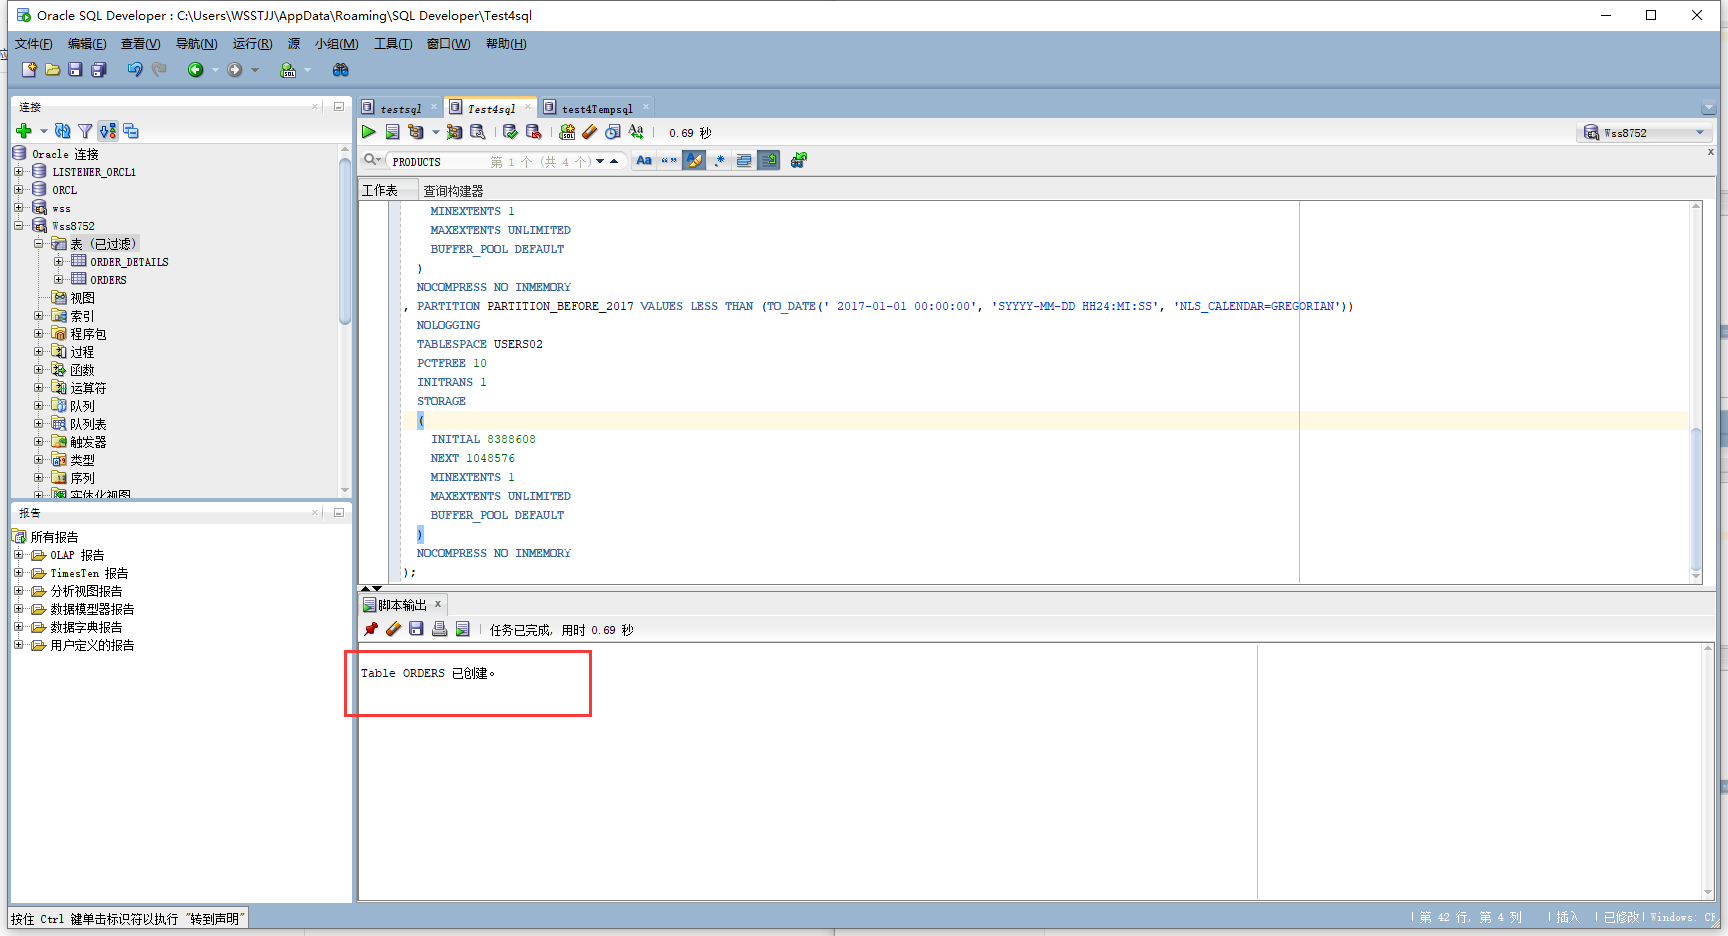 Oracle SQL Developer : C:\Users\WSSTJJ\AppData\Roaming\SQL Developer\Test4sql
文件(F) 编辑(E) 查看(V) 导航(N) 运行(R) 源 小组(M) 工具(T) 窗口(W) 帮助(H)
连接
Oracle 连接
LISTENER_ORCL1
ORCL
wss
Wss8752
表 (已过滤)
ORDER_DETAILS
ORDERS
视图
索引
程序包
过程
函数
运算符
队列
队列表
触发器
类型
序列
实体化视图
报告
所有报告
OLAP 报告
TimesTen 报告
分析视图报告
数据模型器报告
数据字典报告
用户定义的报告
testsql Test4sql test4Tempsql
0.69 秒
Wss8752
PRODUCTS 第 1 个 (共 4 个)
工作表 查询构建器
MINEXTENTS 1
MAXEXTENTS UNLIMITED
BUFFER_POOL DEFAULT
)
NOCOMPRESS NO INMEMORY
, PARTITION PARTITION_BEFORE_2017 VALUES LESS THAN (TO_DATE(' 2017-01-01 00:00:00', 'SYYYY-MM-DD HH24:MI:SS', 'NLS_CALENDAR=GREGORIAN'))
NOLOGGING
TABLESPACE USERS02
PCTFREE 10
INITRANS 1
STORAGE
(
INITIAL 8388608
NEXT 1048576
MINEXTENTS 1
MAXEXTENTS UNLIMITED
BUFFER_POOL DEFAULT
)
NOCOMPRESS NO INMEMORY
);
脚本输出
任务已完成, 用时 0.69 秒
Table ORDERS 已创建。
按住 Ctrl 键单击标识符以执行 "转到声明"
第 42 行, 第 4 列 插入 已修改 Windows: CR